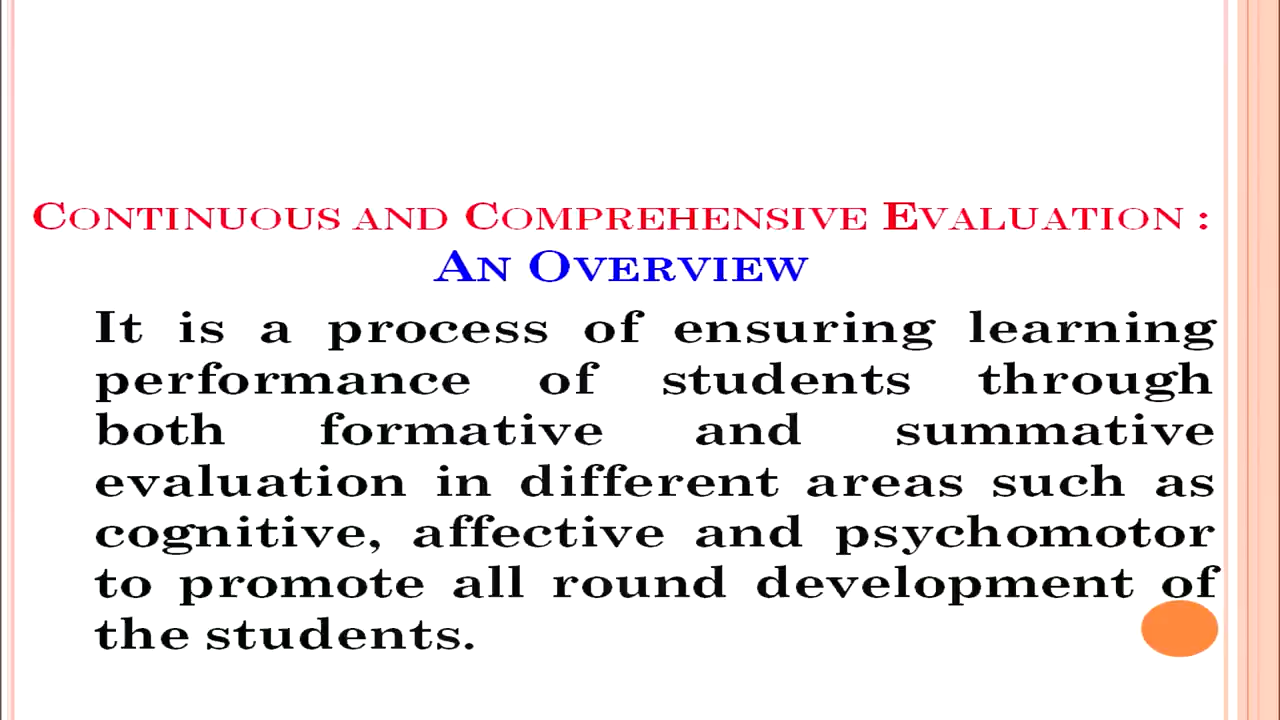 Continuous and Comprehensive Evaluation :
An Overview
It is a process of ensuring learning
performance of students through
both formative and summative
evaluation in different areas such as
cognitive, affective and psychomotor
to promote all round development of
the students.